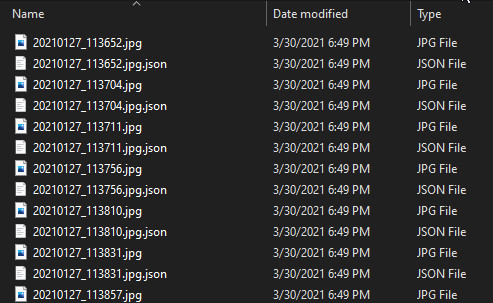 Name Date modified Type
20210127_113652.jpg 3/30/2021 6:49 PM JPG File
20210127_113652.jpg.json 3/30/2021 6:49 PM JSON File
20210127_113704.jpg 3/30/2021 6:49 PM JPG File
20210127_113704.jpg.json 3/30/2021 6:49 PM JSON File
20210127_113711.jpg 3/30/2021 6:49 PM JPG File
20210127_113711.jpg.json 3/30/2021 6:49 PM JSON File
20210127_113756.jpg 3/30/2021 6:49 PM JPG File
20210127_113756.jpg.json 3/30/2021 6:49 PM JSON File
20210127_113810.jpg 3/30/2021 6:49 PM JPG File
20210127_113810.jpg.json 3/30/2021 6:49 PM JSON File
20210127_113831.jpg 3/30/2021 6:49 PM JPG File
20210127_113831.jpg.json 3/30/2021 6:49 PM JSON File
20210127_113857.jpg 3/30/2021 6:49 PM JPG File